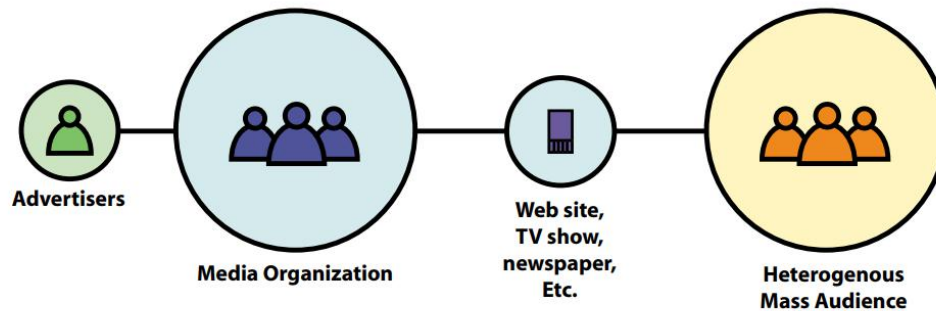 Advertisers
Media Organization
Web site,
TV show,
newspaper,
Etc.
Heterogenous
Mass Audience